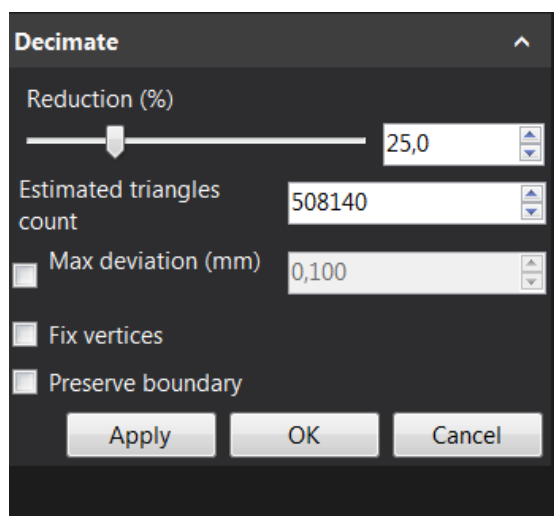 Decimate
Reduction (%)
25,0
Estimated triangles
count
508140
Max deviation (mm)
0,100
Fix vertices
Preserve boundary
Apply OK Cancel